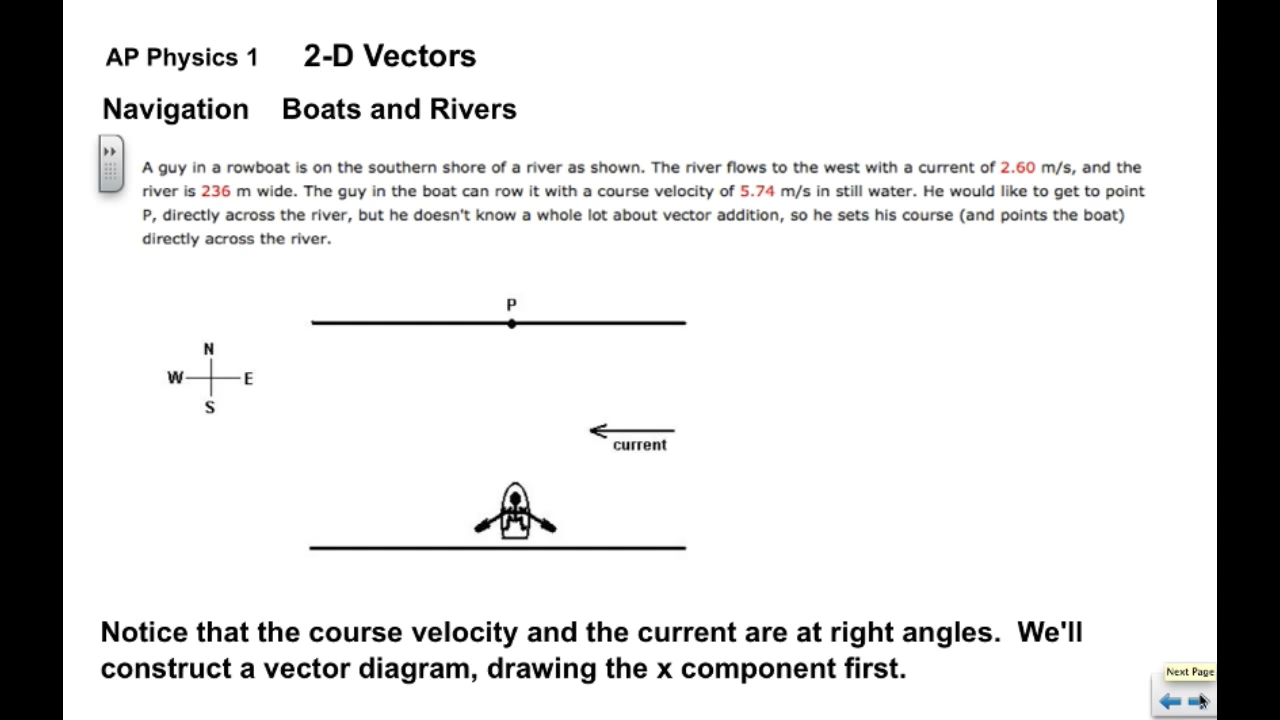 AP Physics 1 2-D Vectors
Navigation Boats and Rivers
A guy in a rowboat is on the southern shore of a river as shown. The river flows to the west with a current of 2.60 m/s, and the
river is 236 m wide. The guy in the boat can row it with a course velocity of 5.74 m/s in still water. He would like to get to point
P, directly across the river, but he doesn't know a whole lot about vector addition, so he sets his course (and points the boat)
directly across the river.
P
N
W E
S
current
Notice that the course velocity and the current are at right angles. We'll
construct a vector diagram, drawing the x component first.
Next Page